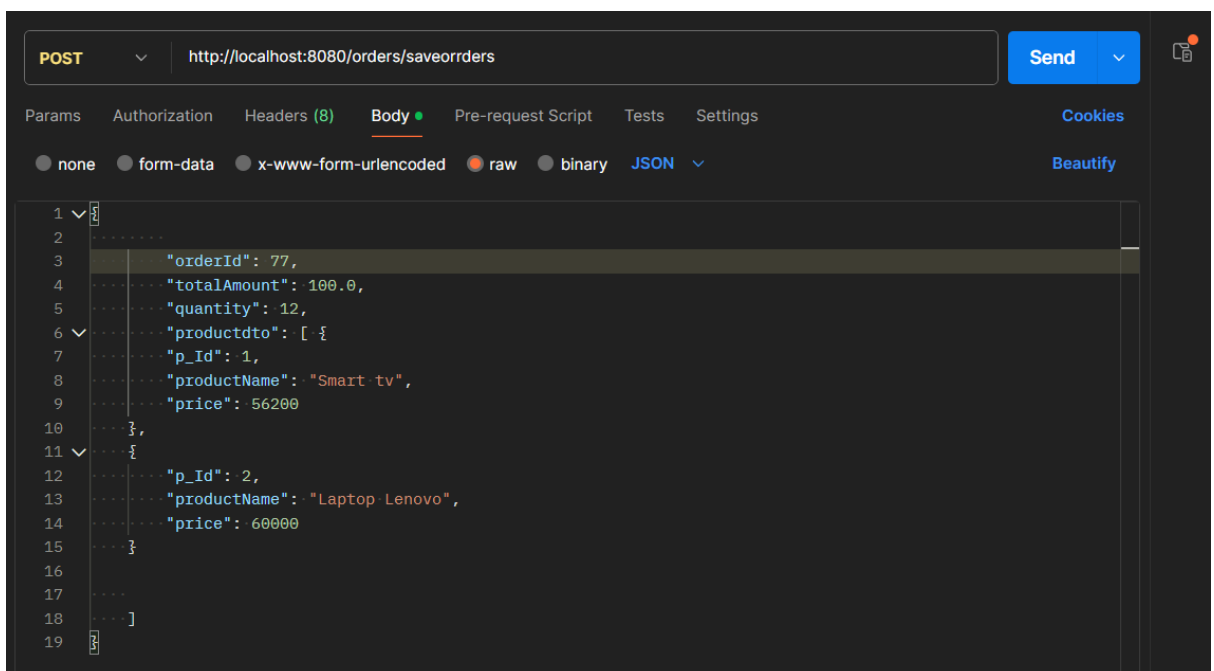 POST http://localhost:8080/orders/saveorrders Send
Params Authorization Headers (8) Body Pre-request Script Tests Settings Cookies
none form-data x-www-form-urlencoded raw binary JSON Beautify
1 {
2
3 "orderId": 77,
4 "totalAmount": 100.0,
5 "quantity": 12,
6 "productdto": [ {
7 "p_Id": 1,
8 "productName": "Smart tv",
9 "price": 56200
10 },
11 {
12 "p_Id": 2,
13 "productName": "Laptop Lenovo",
14 "price": 60000
15 }
16
17
18 ]
19 }